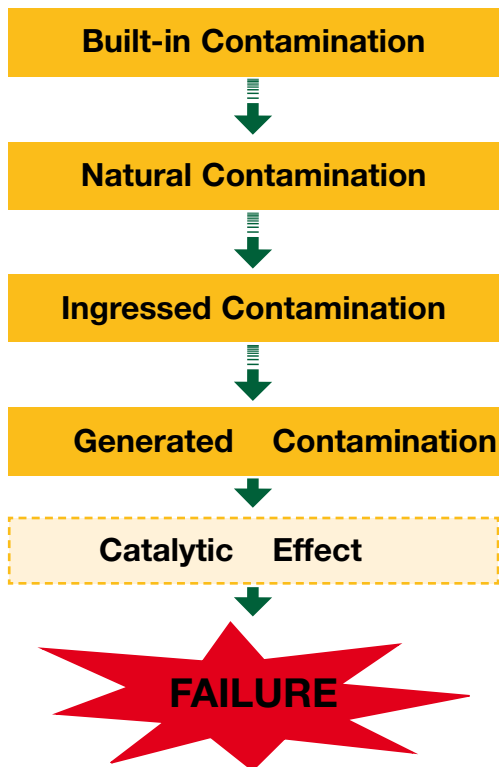 Built-in Contamination
Natural Contamination
Ingressed Contamination
Generated Contamination
Catalytic Effect
FAILURE